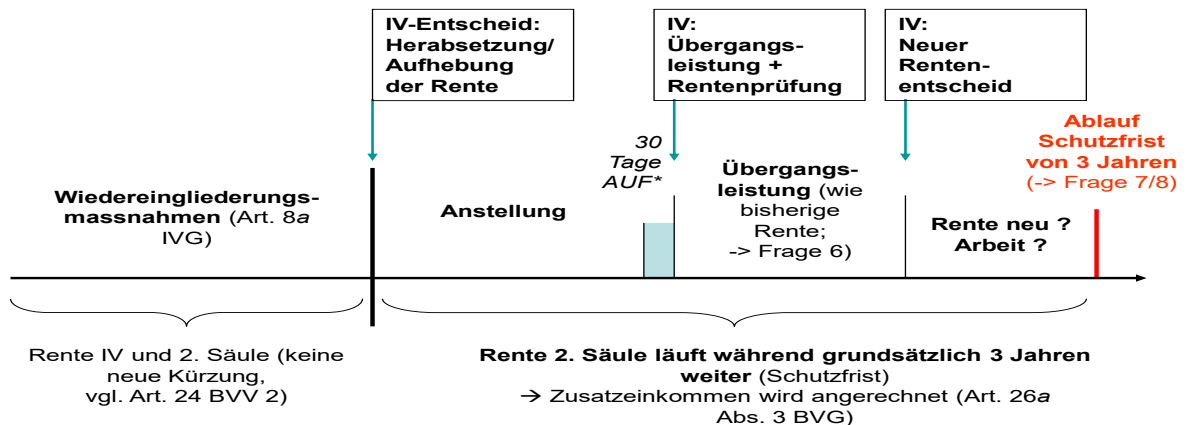 IV-Entscheid:
Herabsetzung/
Aufhebung
der Rente
IV:
Übergangs-
leistung +
Rentenprüfung
IV:
Neuer
Renten-
entscheid
Wiedereingliederungs-
massnahmen (Art. 8a
IVG)
Anstellung
30
Tage
AUF*
Übergangs-
leistung (wie
bisherige
Rente;
-> Frage 6)
Rente neu ?
Arbeit ?
Ablauf
Schutzfrist
von 3 Jahren
(-> Frage 7/8)
Rente IV und 2. Säule (keine
neue Kürzung,
vgl. Art. 24 BVV 2)
Rente 2. Säule läuft während grundsätzlich 3 Jahren
weiter (Schutzfrist)
→ Zusatzeinkommen wird angerechnet (Art. 26a
Abs. 3 BVG)